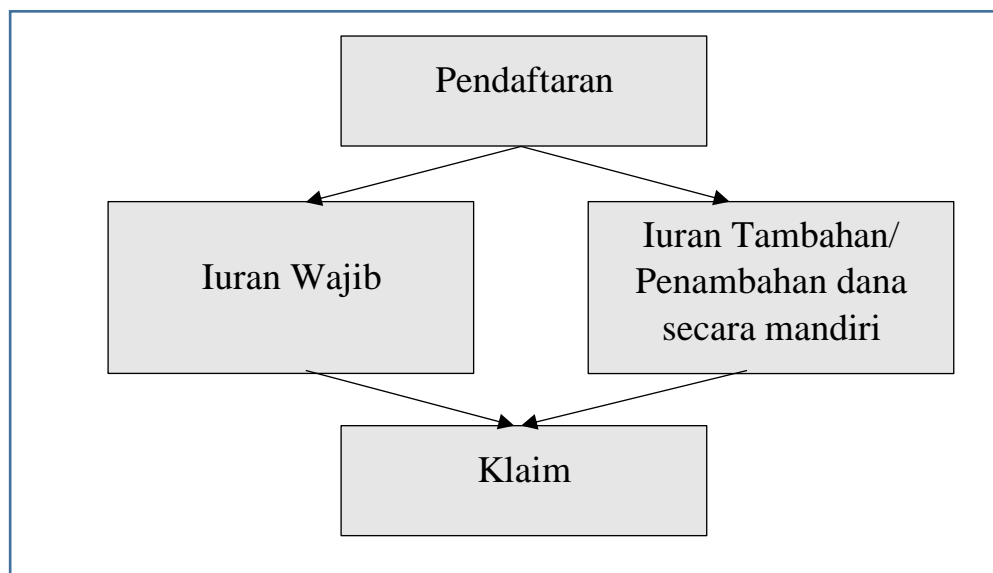 Pendaftaran
Iuran Wajib
Iuran Tambahan/
Penambahan dana
secara mandiri
Klaim